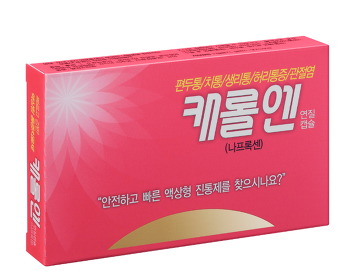 편두통/치통/생리통/허리통증/관절염
캐롤엔 연질
캡슐
(나프록센)
"안전하고 빠른 액상형 진통제를 찾으시나요?"
캐롤엔